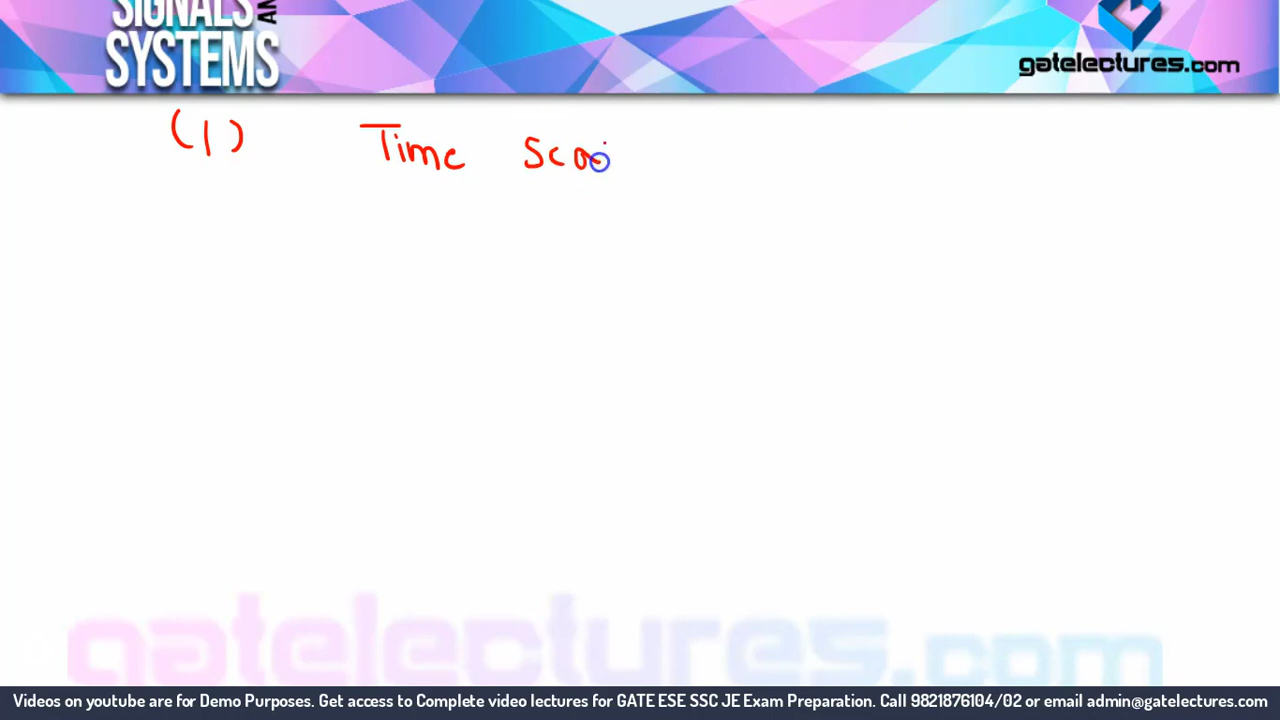 SIGNALS AN
SYSTEMS
gatelectures.com
(1) Time Sca
gatelectures.com
Videos on youtube are for Demo Purposes. Get access to Complete video lectures for GATE ESE SSC JE Exam Preparation. Call 9821876104/02 or email admin@gatelectures.com